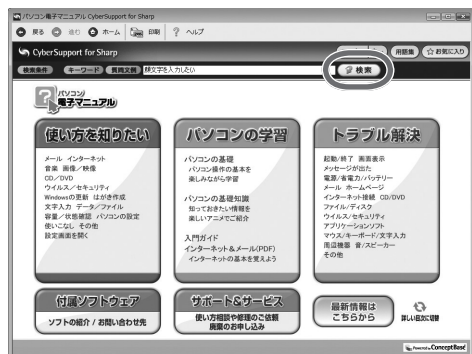 パソコン電子マニュアル CyberSupport for Sharp
戻る 進む ホーム 印刷 ヘルプ
CyberSupport for Sharp
用語集 お気に入り
検索条件 キーワード 質問文例 顔文字を入力したい 検索
パソコン
電子マニュアル
使い方を知りたい
メール インターネット
音楽 画像/映像
CD/DVD
ウイルス/セキュリティ
Windowsの更新 はがき作成
文字入力 データ/ファイル
容量/状態確認 パソコンの設定
使いこなし その他
設定画面を開く
パソコンの学習
パソコンの基礎
パソコン操作の基本を
楽しみながら学習
パソコンの基礎知識
知っておきたい情報を
楽しいアニメでご紹介
入門ガイド
インターネット&メール(PDF)
インターネットの基本を覚えよう
トラブル解決
起動/終了 画面表示
メッセージが出た
電源/省電力/バッテリー
メール ホームページ
インターネット接続 CD/DVD
ファイル/ディスク
ウイルス/セキュリティ
アプリケーションソフト
マウス/キーボード/文字入力
周辺機器 音/スピーカー
その他
付属ソフトウェア
ソフトの紹介 / お問い合わせ先
サポート&サービス
使い方相談や修理のご依頼
廃棄のお申し込み
最新情報は
こちらから
詳しい目次に切替
Powered by ConceptBase